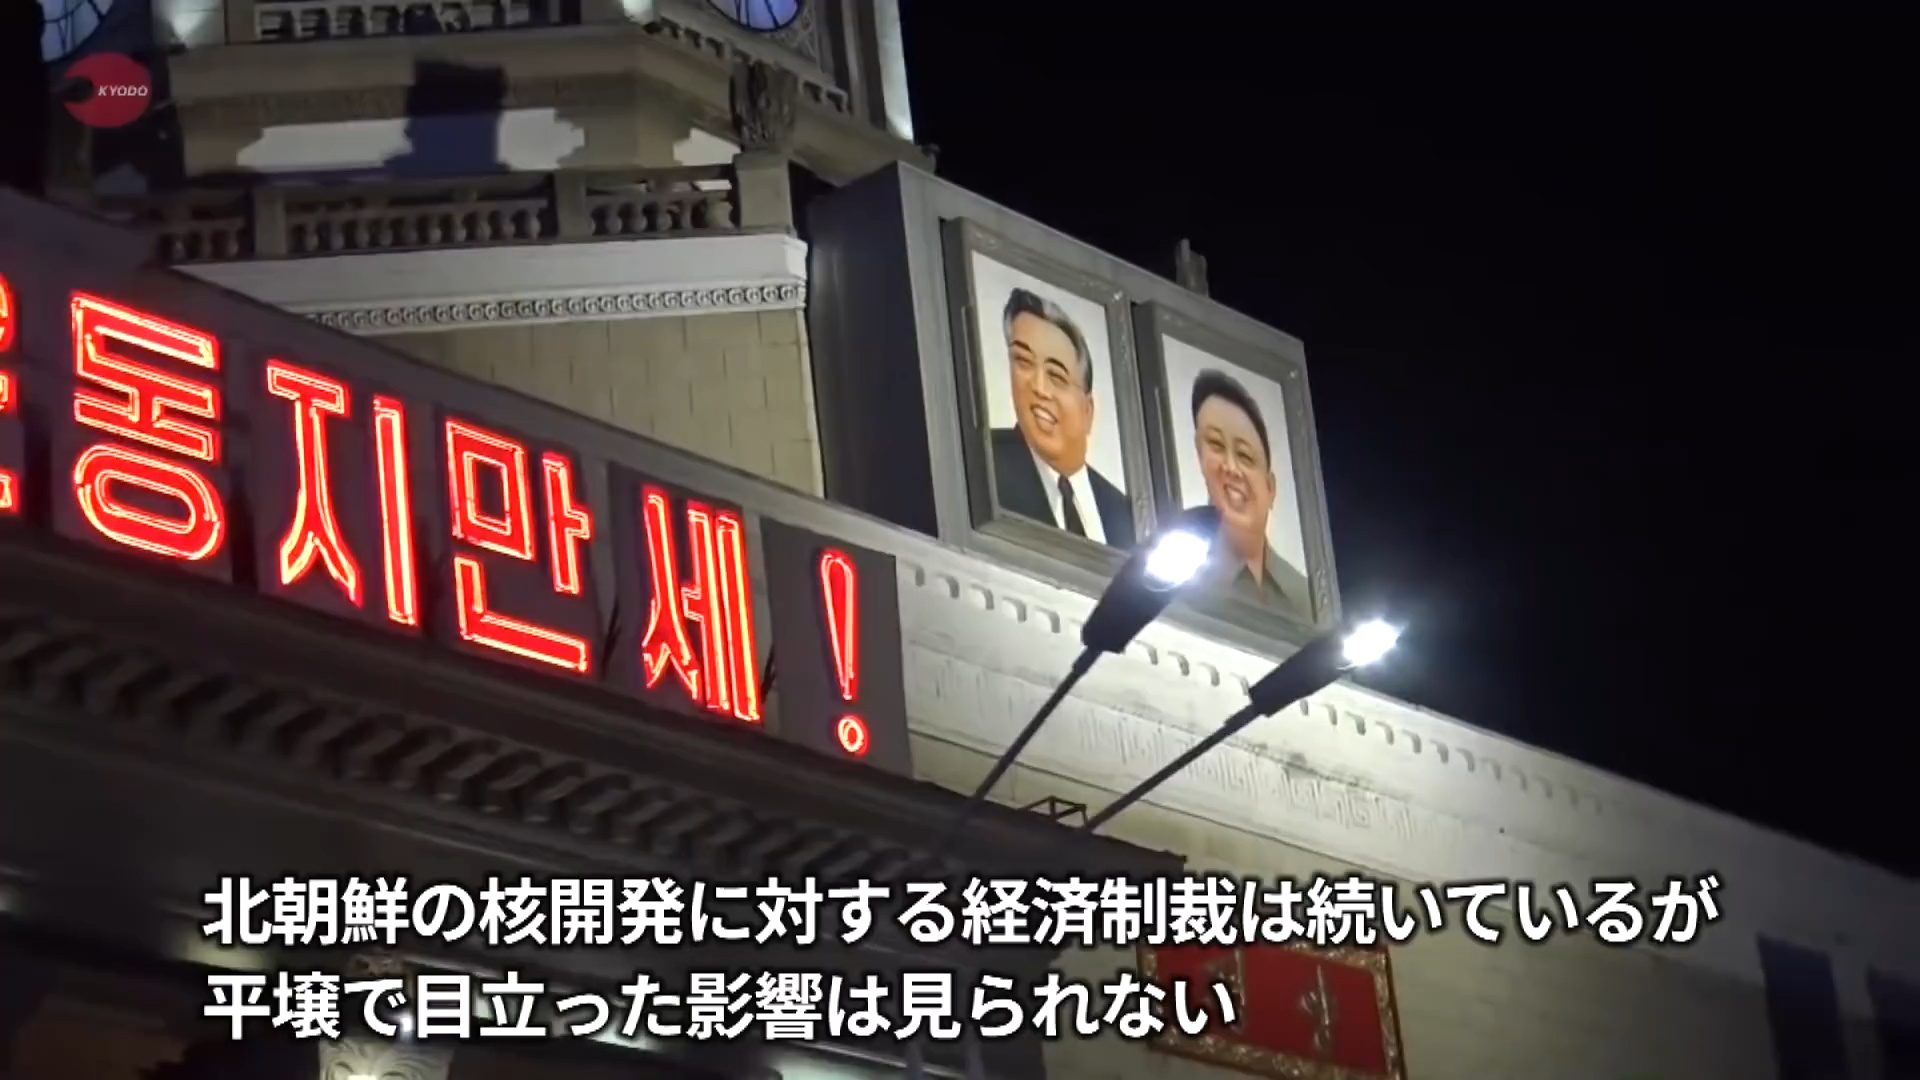 KYODO
동지만세!
北朝鮮の核開発に対する経済制裁は続いているが
平壌で目立った影響は見られない